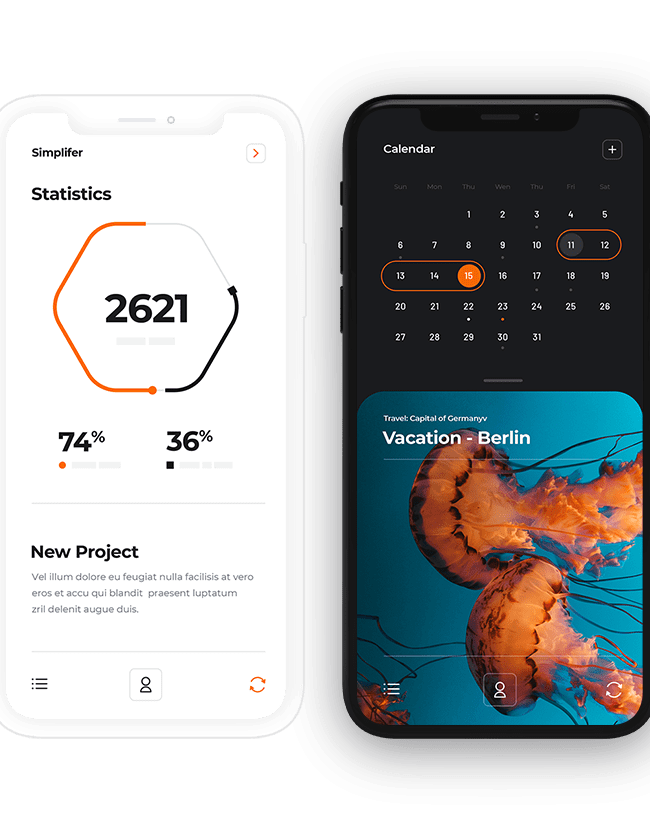 Simplifer
Statistics
2621
74%
36%
New Project
Vel illum dolore eu feugiat nulla facilisis at vero
eros et accu qui blandit praesent luptatum
zril delenit augue duis.
Calendar
Sun Mon Thu Wen Thu Fri Sat
1 2 3 4 5
6 7 8 9 10 11 12
13 14 15 16 17 18 19
20 21 22 23 24 25 26
27 28 29 30 31
Travel: Capital of Germanyv
Vacation - Berlin